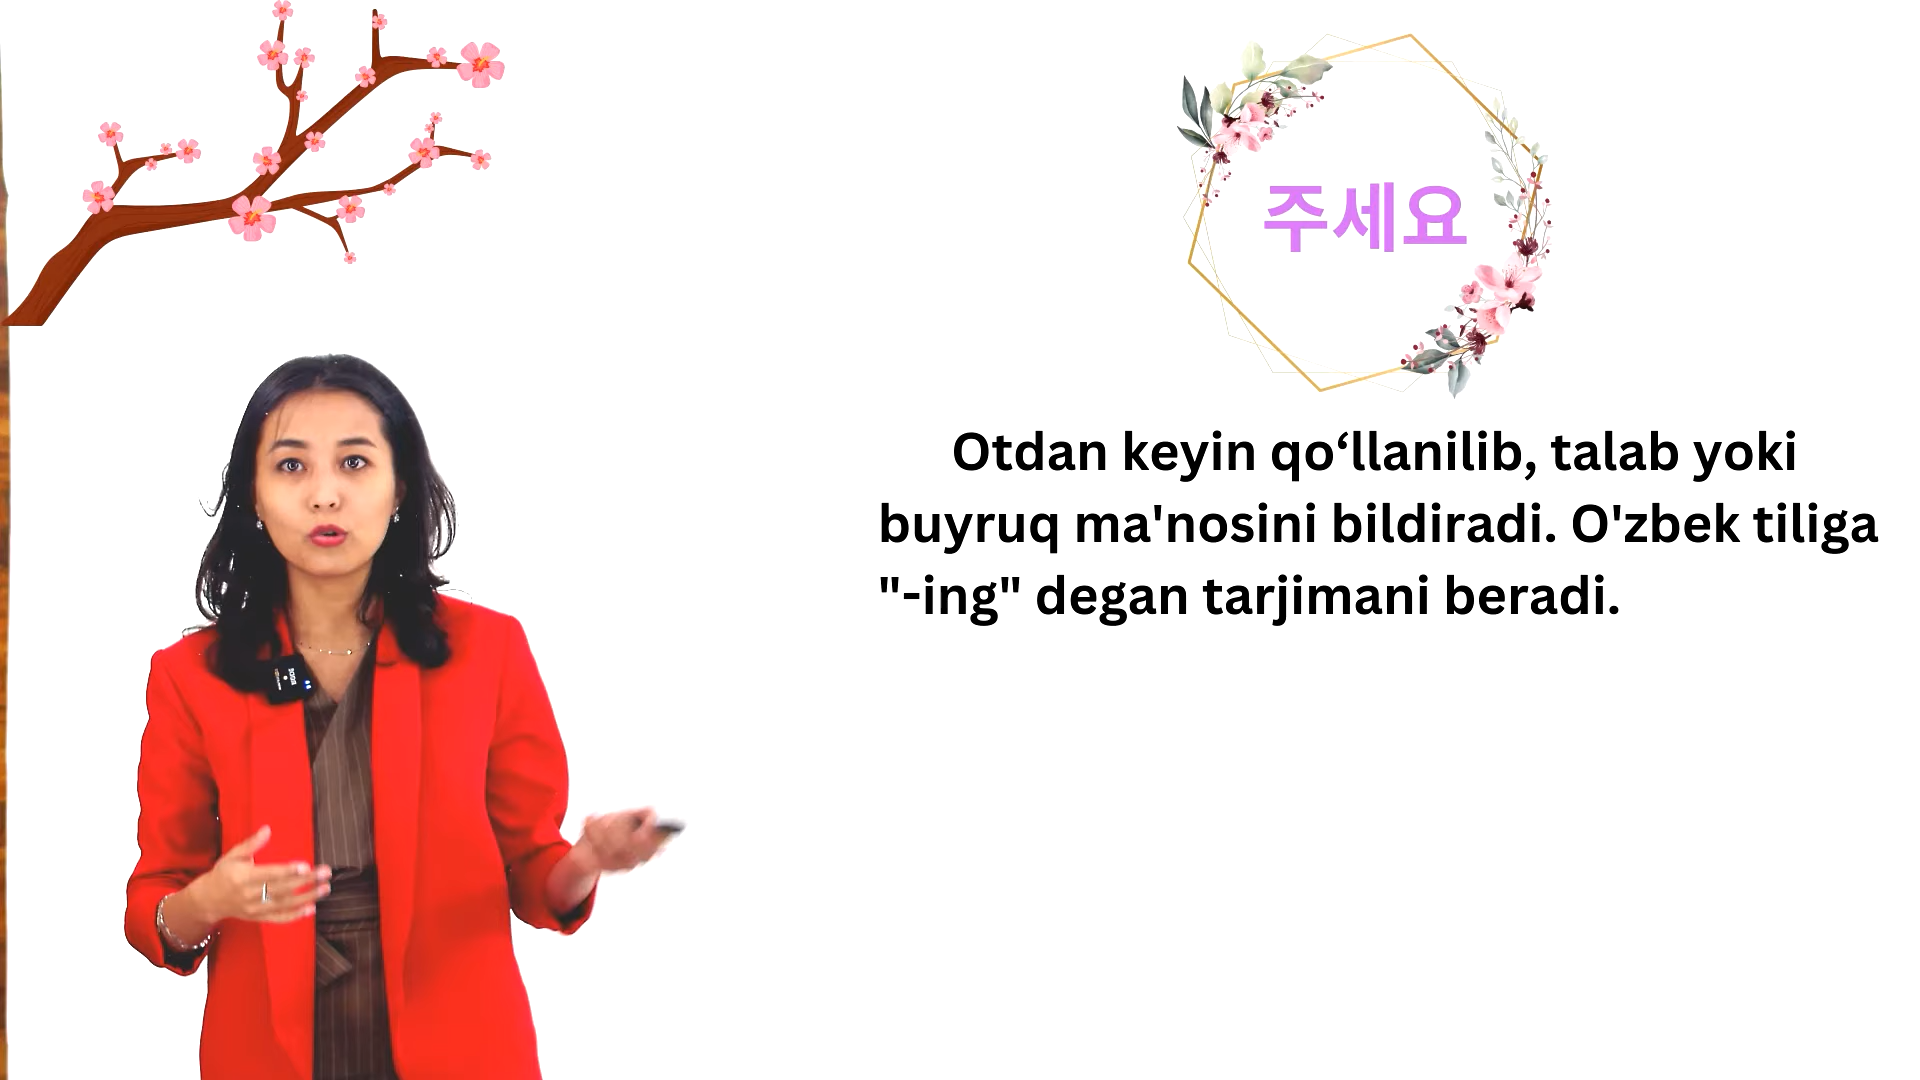 주세요
Otdan keyin qo‘llanilib, talab yoki
buyruq ma'nosini bildiradi. O'zbek tiliga
"-ing" degan tarjimani beradi.